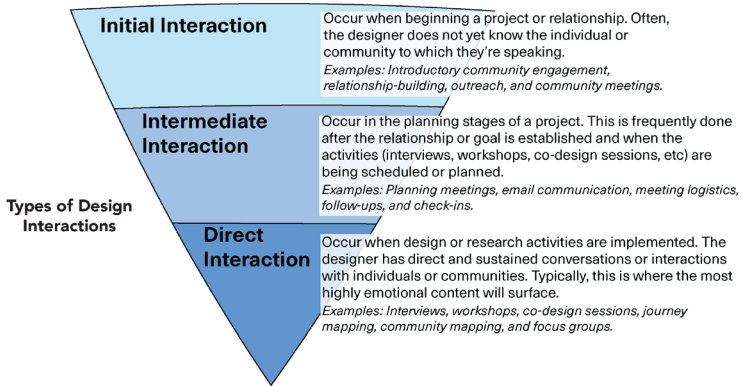 Initial Interaction
Occur when beginning a project or relationship. Often,
the designer does not yet know the individual or
community to which they're speaking.
Examples: Introductory community engagement,
relationship-building, outreach, and community meetings.
Intermediate
Interaction
Occur in the planning stages of a project. This is frequently done
after the relationship or goal is established and when the
activities (interviews, workshops, co-design sessions, etc) are
being scheduled or planned.
Examples: Planning meetings, email communication, meeting logistics,
follow-ups, and check-ins.
Types of Design
Interactions
Direct
Interaction
Occur when design or research activities are implemented. The
designer has direct and sustained conversations or interactions
with individuals or communities. Typically, this is where the most
highly emotional content will surface.
Examples: Interviews, workshops, co-design sessions, journey
mapping, community mapping, and focus groups.